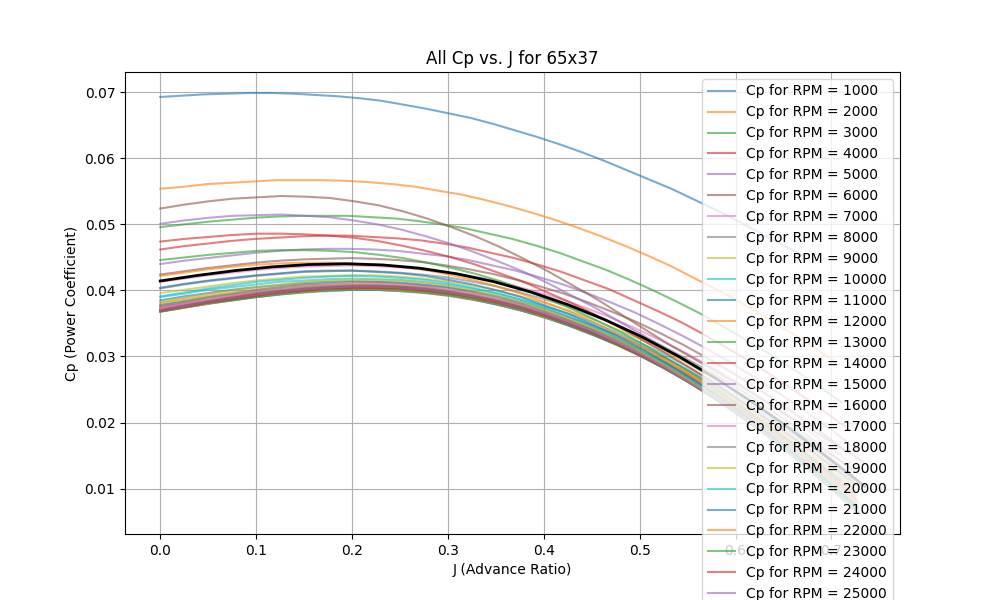 All Cp vs. J for 65x37
Cp (Power Coefficient)
0.07
0.06
0.05
0.04
0.03
0.02
0.01
0.0 0.1 0.2 0.3 0.4 0.5 0.6 0.7
J (Advance Ratio)
Cp for RPM = 1000
Cp for RPM = 2000
Cp for RPM = 3000
Cp for RPM = 4000
Cp for RPM = 5000
Cp for RPM = 6000
Cp for RPM = 7000
Cp for RPM = 8000
Cp for RPM = 9000
Cp for RPM = 10000
Cp for RPM = 11000
Cp for RPM = 12000
Cp for RPM = 13000
Cp for RPM = 14000
Cp for RPM = 15000
Cp for RPM = 16000
Cp for RPM = 17000
Cp for RPM = 18000
Cp for RPM = 19000
Cp for RPM = 20000
Cp for RPM = 21000
Cp for RPM = 22000
Cp for RPM = 23000
Cp for RPM = 24000
Cp for RPM = 25000